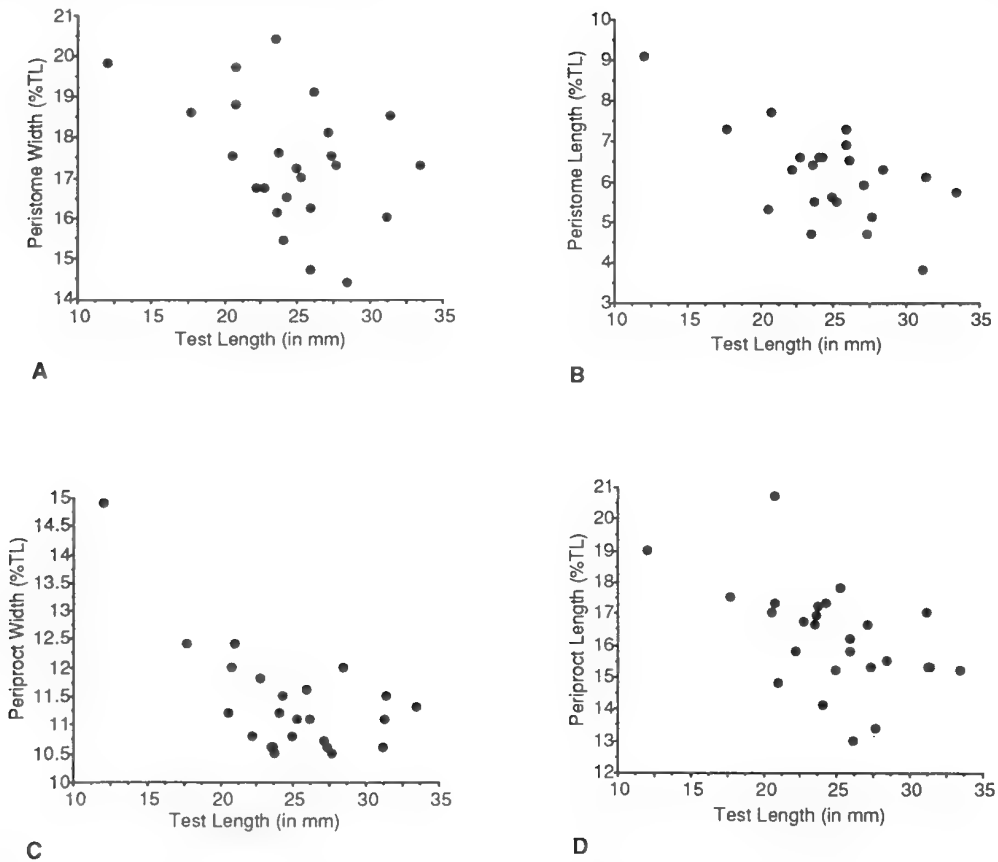 21
20
19
18
17
16
15
14
Peristome Width (%TL)
10 15 20 25 30 35
Test Length (in mm)
A
10
9
8
7
6
5
4
3
Peristome Length (%TL)
10 15 20 25 30 35
Test Length (in mm)
B
15
14.5
14
13.5
13
12.5
12
11.5
11
10.5
10
Periproct Width (%TL)
10 15 20 25 30 35
Test Length (in mm)
C
21
20
19
18
17
16
15
14
13
12
Periproct Length (%TL)
10 15 20 25 30 35
Test Length (in mm)
D